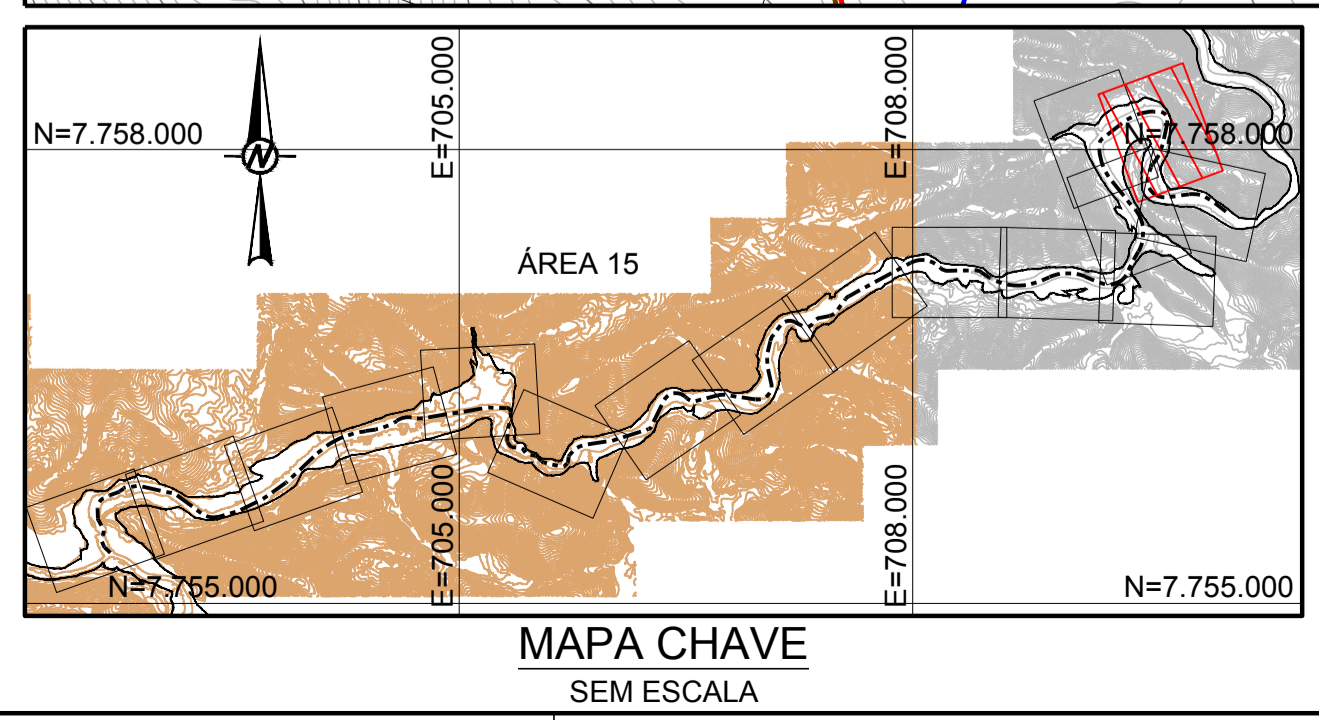 E=705.000
E=708.000
N=7.758.000
N=7.758.000
N
ÁREA 15
E=705.000
E=708.000
N=7.755.000
N=7.755.000
MAPA CHAVE
SEM ESCALA